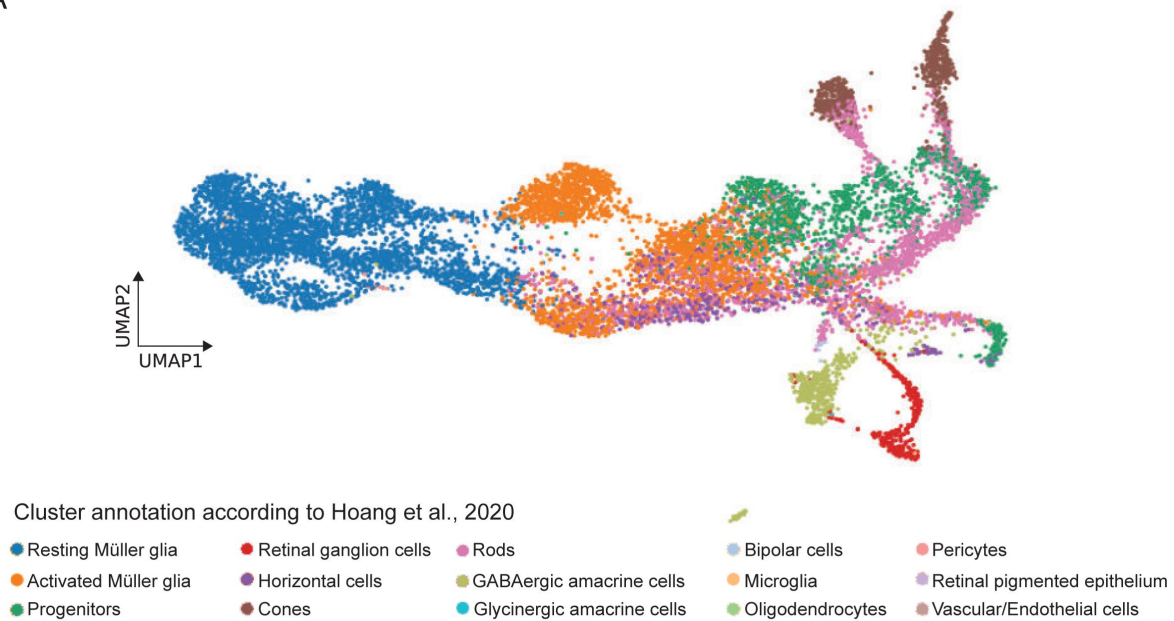 A
UMAP2
UMAP1
Cluster annotation according to Hoang et al., 2020
Resting Müller glia
Retinal ganglion cells
Rods
Bipolar cells
Pericytes
Activated Müller glia
Horizontal cells
GABAergic amacrine cells
Microglia
Retinal pigmented epithelium
Progenitors
Cones
Glycinergic amacrine cells
Oligodendrocytes
Vascular/Endothelial cells